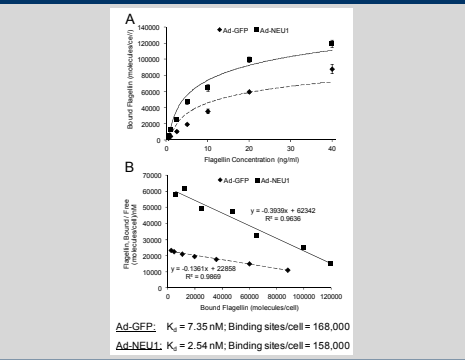 A
Ad-GFP Ad-NEU1
140000
120000
100000
80000
60000
40000
20000
0
Bound Flagellin (molecules/cell)
0 10 20 30 40
Flagellin Concentration (ng/ml)
B
Ad-GFP Ad-NEU1
70000
60000
50000
40000
30000
20000
10000
0
Flagellin, Bound / Free
(molecules/cell)/nM
y = -0.3939x + 62342
R² = 0.9636
y = -0.1361x + 22858
R² = 0.9869
0 20000 40000 60000 80000 100000 120000
Bound Flagellin (molecules/cell)
Ad-GFP: Kd = 7.35 nM; Binding sites/cell = 168,000
Ad-NEU1: Kd = 2.54 nM; Binding sites/cell = 158,000